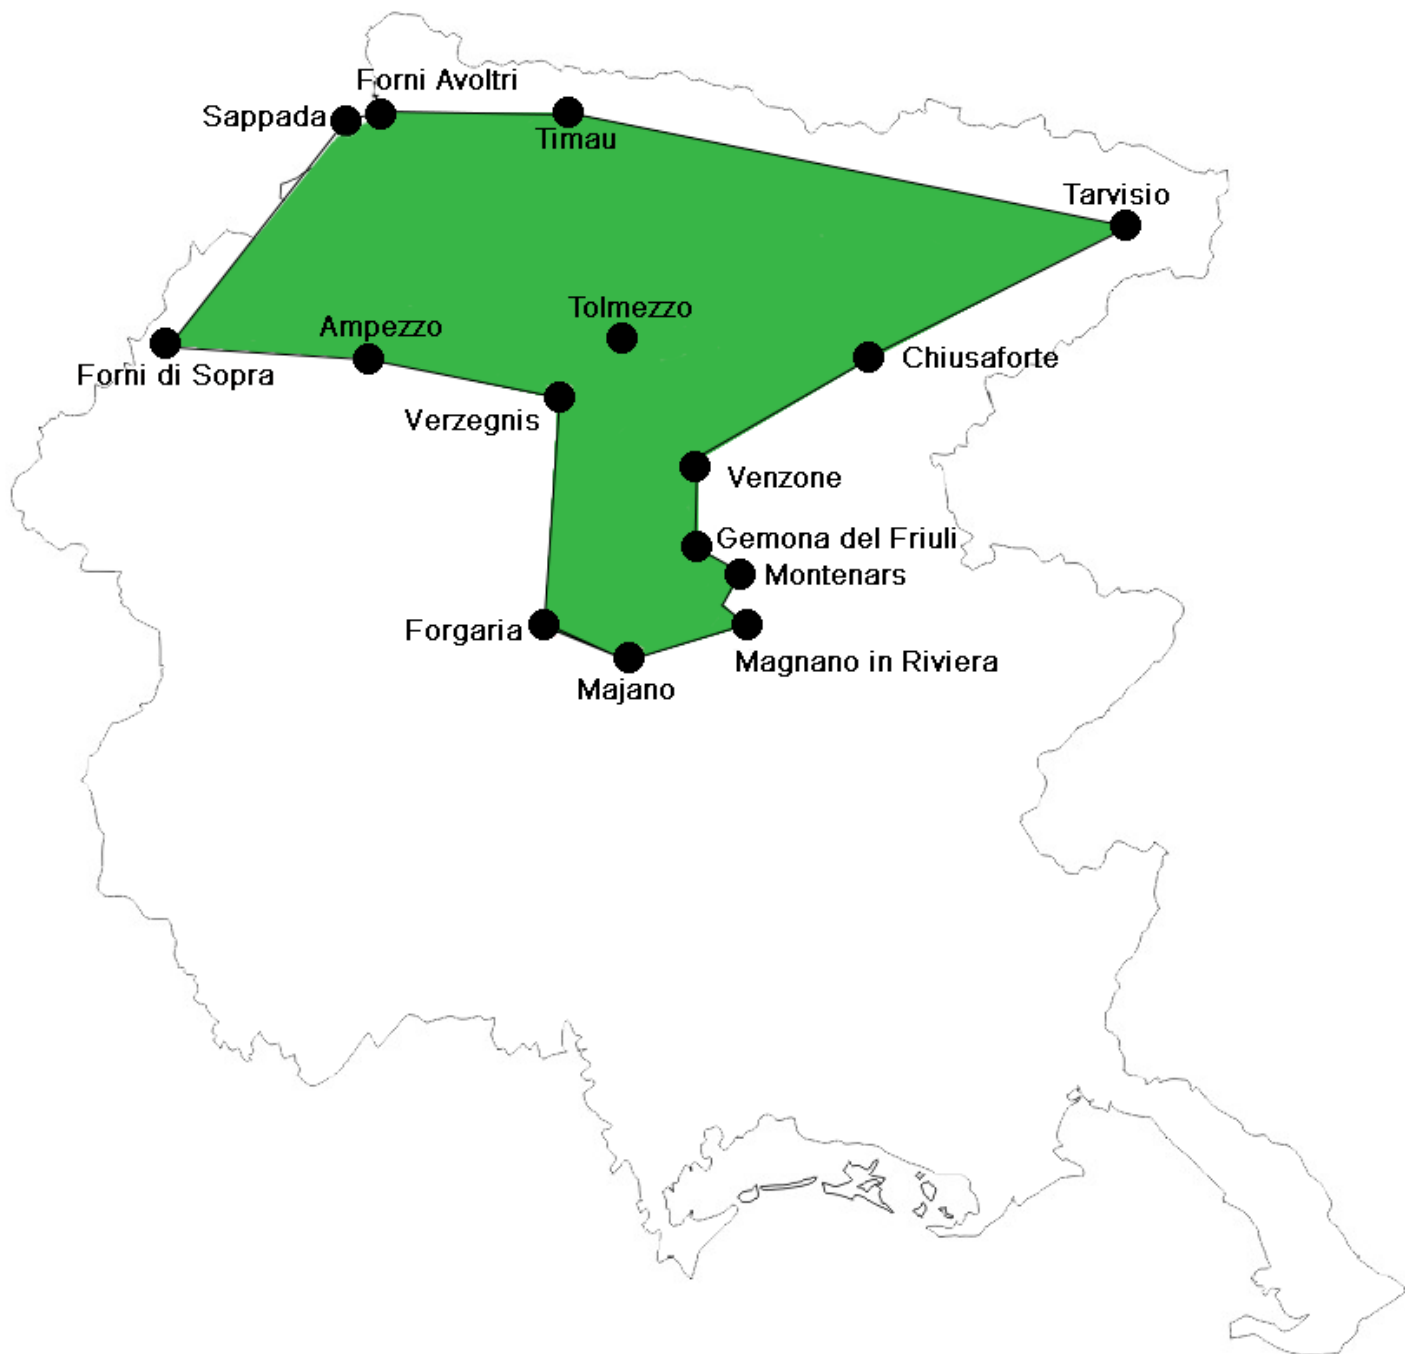 Forni Avoltri
Sappada
Timau
Tarvisio
Tolmezzo
Ampezzo
Chiusaforte
Forni di Sopra
Verzegnis
Venzone
Gemona del Friuli
Montenars
Forgaria
Magnano in Riviera
Majano